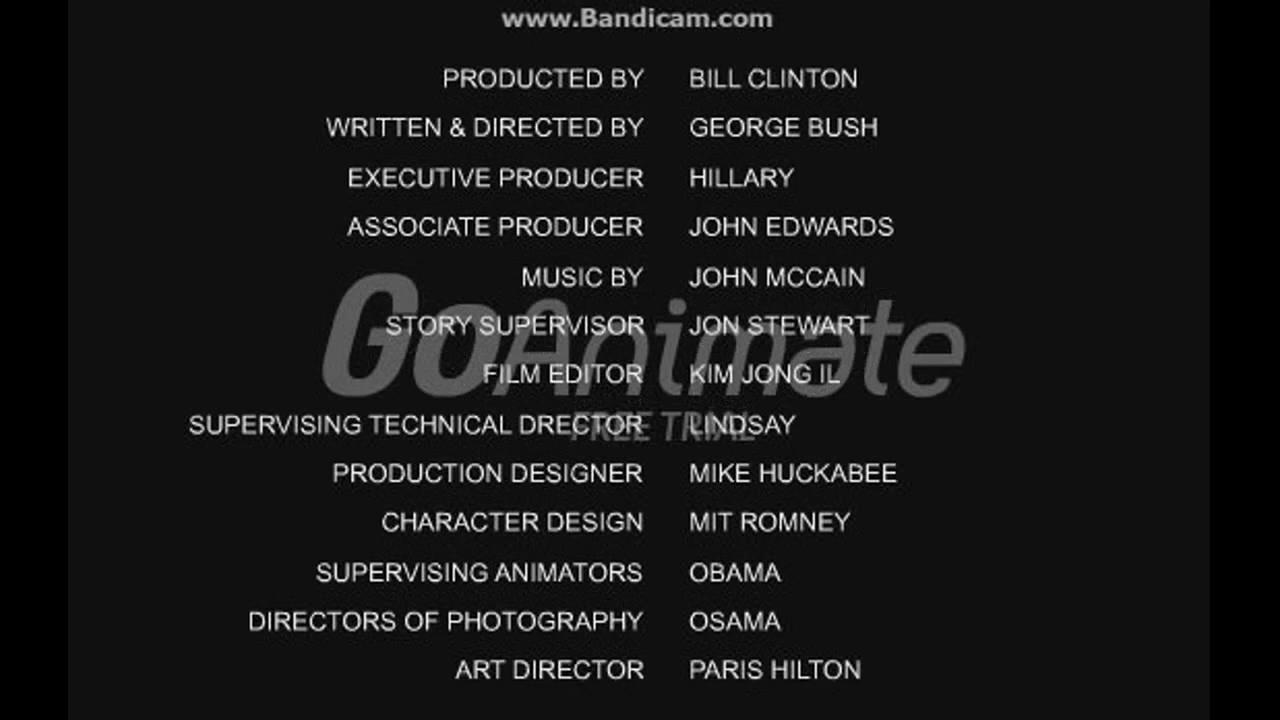 www.Bandicam.com
PRODUCTED BY BILL CLINTON
WRITTEN & DIRECTED BY GEORGE BUSH
EXECUTIVE PRODUCER HILLARY
ASSOCIATE PRODUCER JOHN EDWARDS
MUSIC BY JOHN MCCAIN
STORY SUPERVISOR JON STEWART
GoAnimate
FILM EDITOR KIM JONG IL
SUPERVISING TECHNICAL DRECTOR LINDSAY
FREE TRIAL
PRODUCTION DESIGNER MIKE HUCKABEE
CHARACTER DESIGN MIT ROMNEY
SUPERVISING ANIMATORS OBAMA
DIRECTORS OF PHOTOGRAPHY OSAMA
ART DIRECTOR PARIS HILTON